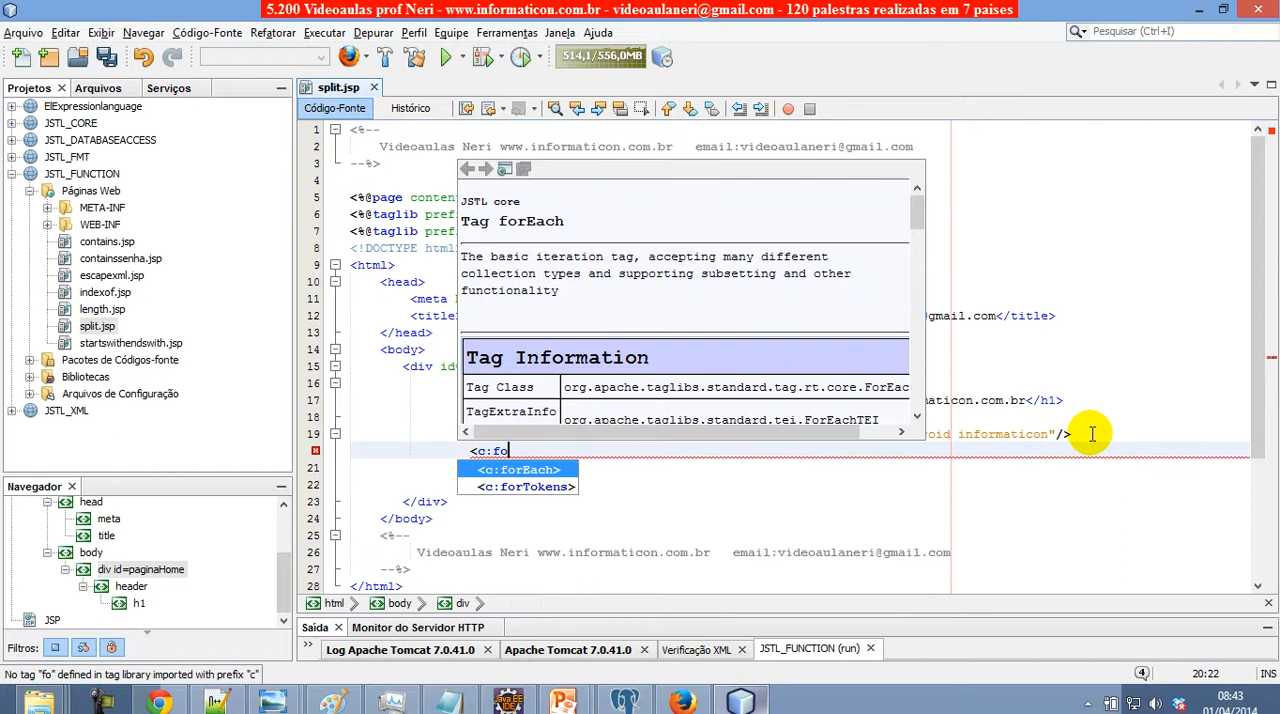 5.200 Videoaulas prof Neri - www.informaticon.com.br - videoaulaneri@gmail.com - 120 palestras realizadas em 7 paises
Arquivo Editar Exibir Navegar Código-Fonte Refatorar Executar Depurar Perfil Equipe Ferramentas Janela Ajuda
Pesquisar (Ctrl+I)
514,1/556,0MB
Projetos Arquivos Serviços
split.jsp
Código-Fonte Histórico
ElExpressionlanguage
JSTL_CORE
JSTL_DATABASEACCESS
JSTL_FMT
JSTL_FUNCTION
Páginas Web
META-INF
WEB-INF
contains.jsp
containssenha.jsp
escapexml.jsp
indexof.jsp
length.jsp
split.jsp
startswithendswith.jsp
Pacotes de Códigos-fonte
Bibliotecas
Arquivos de Configuração
JSTL_XML
Navegador
head
meta
title
body
div id=paginaHome
header
h1
JSP
Filtros:
1 <%--
2 Videoaulas Neri www.informaticon.com.br email:videoaulaneri@gmail.com
3 --%>
4
5 <%@page conten
6 <%@taglib pref
7 <%@taglib pref
8 <!DOCTYPE html
9 <html>
10 <head>
11 <meta
12 <title gmail.com</title>
13 </head>
14 <body>
15 <div id
16
17 maticon.com.br</h1>
18
19 oid informaticon"/>
<c:fo
21
22
23 </div>
24 </body>
25 <%--
26 Videoaulas Neri www.informaticon.com.br email:videoaulaneri@gmail.com
27 --%>
28 </html>
JSTL core
Tag forEach
The basic iteration tag, accepting many different
collection types and supporting subsetting and other
functionality
Tag Information
Tag Class org.apache.taglibs.standard.tag.rt.core.ForEac
TagExtraInfo org.apache.taglibs.standard.tei.ForEachTEI
<c:forEach>
<c:forTokens>
html body div
Saída Monitor do Servidor HTTP
Log Apache Tomcat 7.0.41.0 Apache Tomcat 7.0.41.0 Verificação XML JSTL_FUNCTION (run)
No tag "fo" defined in tag library imported with prefix "c"
4 20:22 INS
08:43
01/04/2014